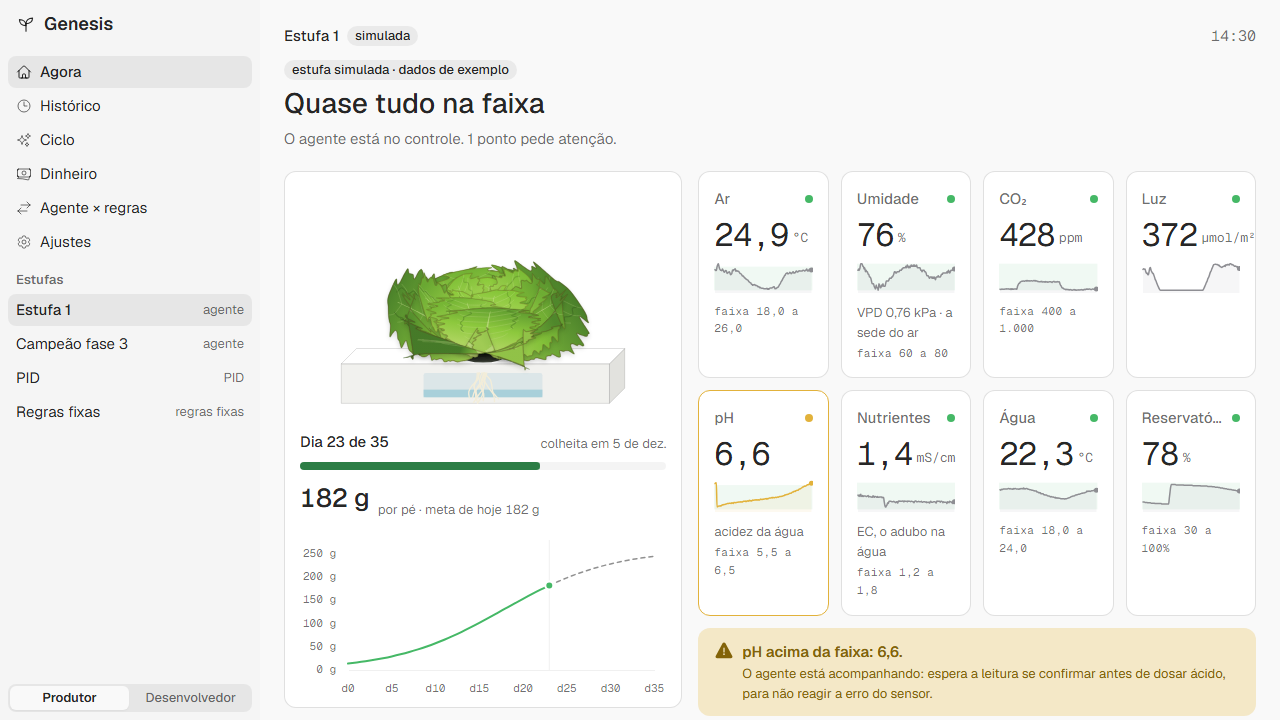 Genesis
Agora
Histórico
Ciclo
Dinheiro
Agente × regras
Ajustes
Estufas
Estufa 1 agente
Campeão fase 3 agente
PID PID
Regras fixas regras fixas
Produtor Desenvolvedor
Estufa 1 simulada 14:30
estufa simulada · dados de exemplo
Quase tudo na faixa
O agente está no controle. 1 ponto pede atenção.
Dia 23 de 35 colheita em 5 de dez.
182 g por pé · meta de hoje 182 g
250 g
200 g
150 g
100 g
50 g
0 g
d0 d5 d10 d15 d20 d25 d30 d35
Ar
24,9 °C
faixa 18,0 a
26,0
Umidade
76 %
VPD 0,76 kPa · a
sede do ar
faixa 60 a 80
CO₂
428 ppm
faixa 400 a
1.000
Luz
372 µmol/m²
pH
6,6
acidez da água
faixa 5,5 a
6,5
Nutrientes
1,4 mS/cm
EC, o adubo na
água
faixa 1,2 a
1,8
Água
22,3 °C
faixa 18,0 a
24,0
Reservató...
78 %
faixa 30 a
100%
pH acima da faixa: 6,6.
O agente está acompanhando: espera a leitura se confirmar antes de dosar ácido,
para não reagir a erro do sensor.